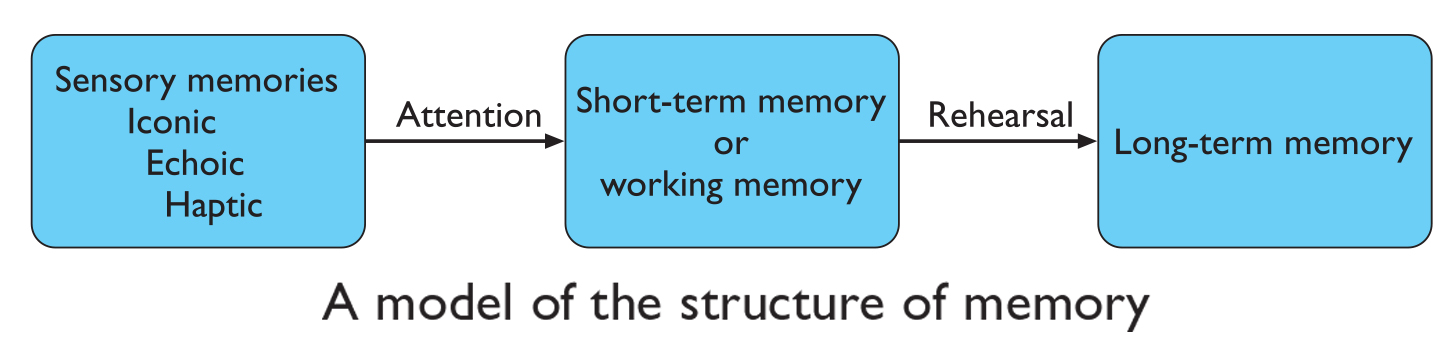 Sensory memories
Iconic
Echoic
Haptic
Attention
Short-term memory
or
working memory
Rehearsal
Long-term memory
A model of the structure of memory